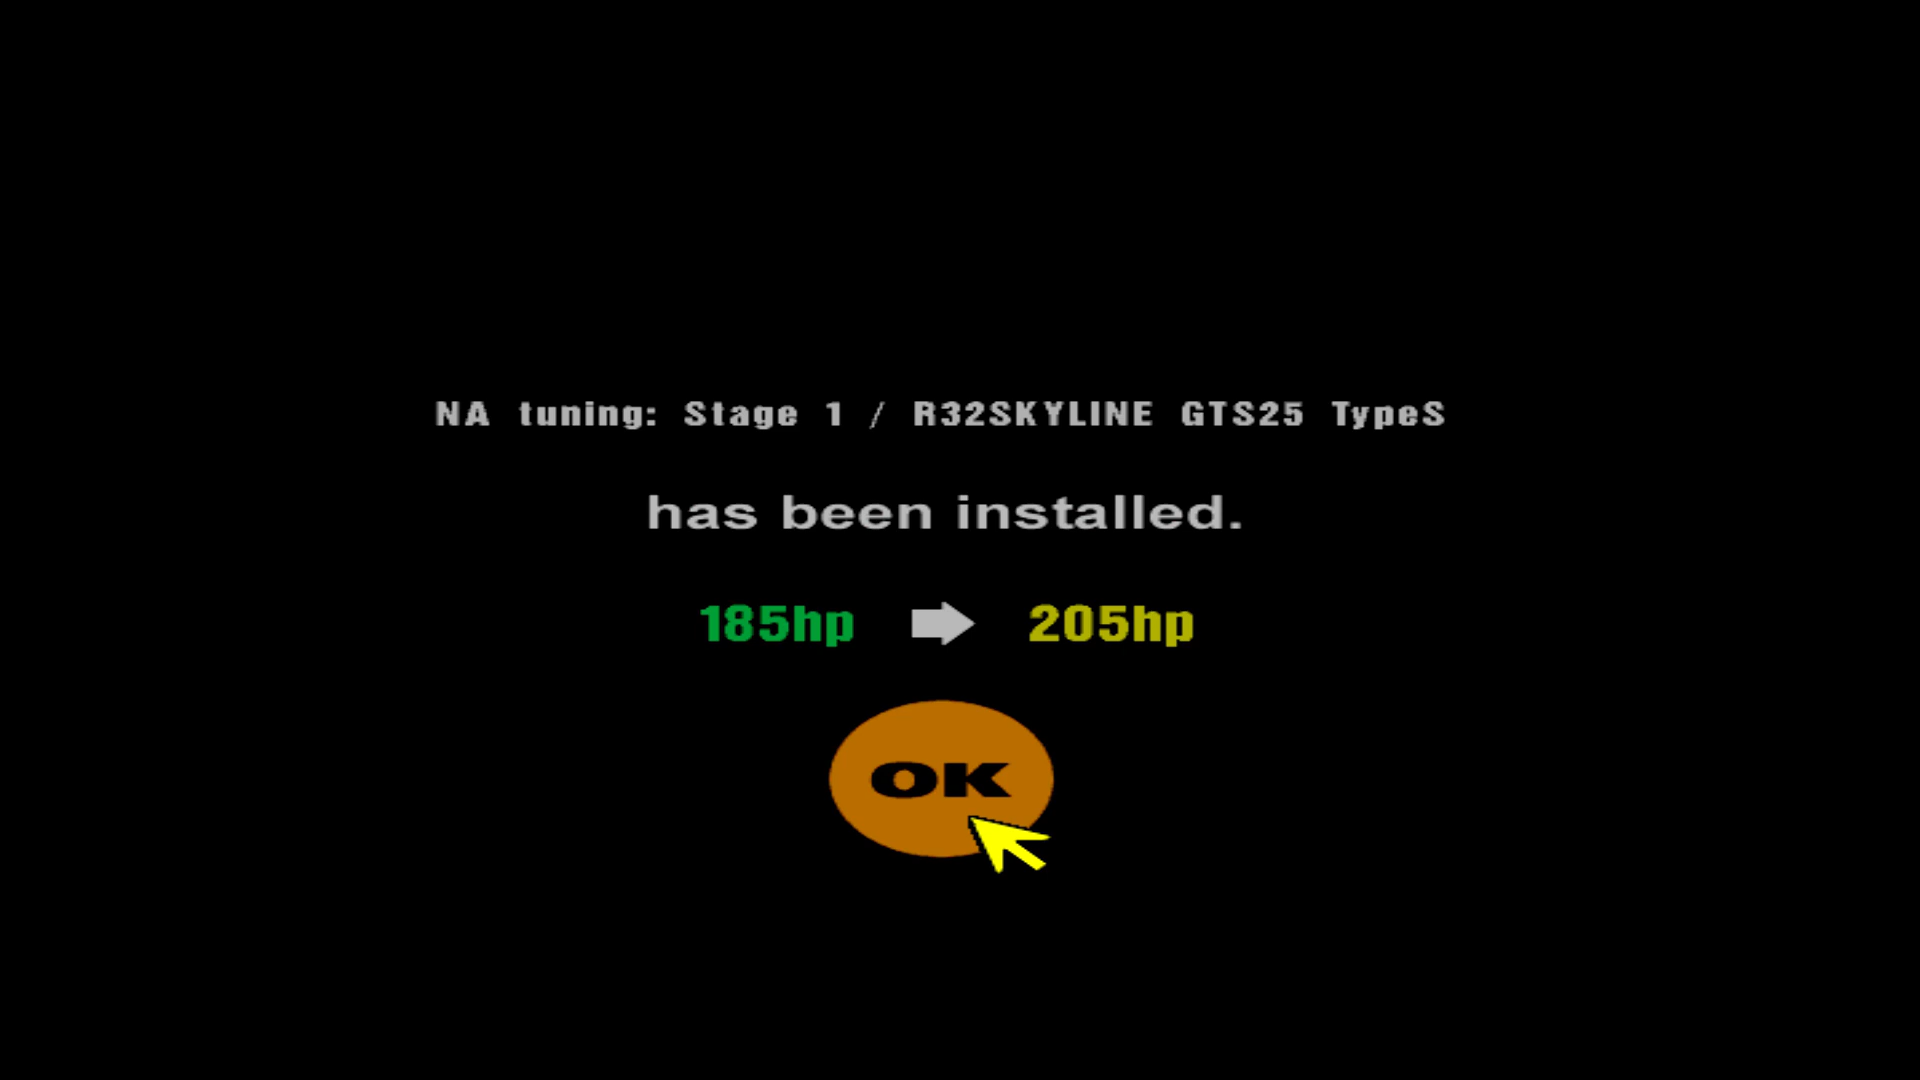 NA tuning: Stage 1 / R32SKYLINE GTS25 TypeS
has been installed.
185hp 205hp
OK